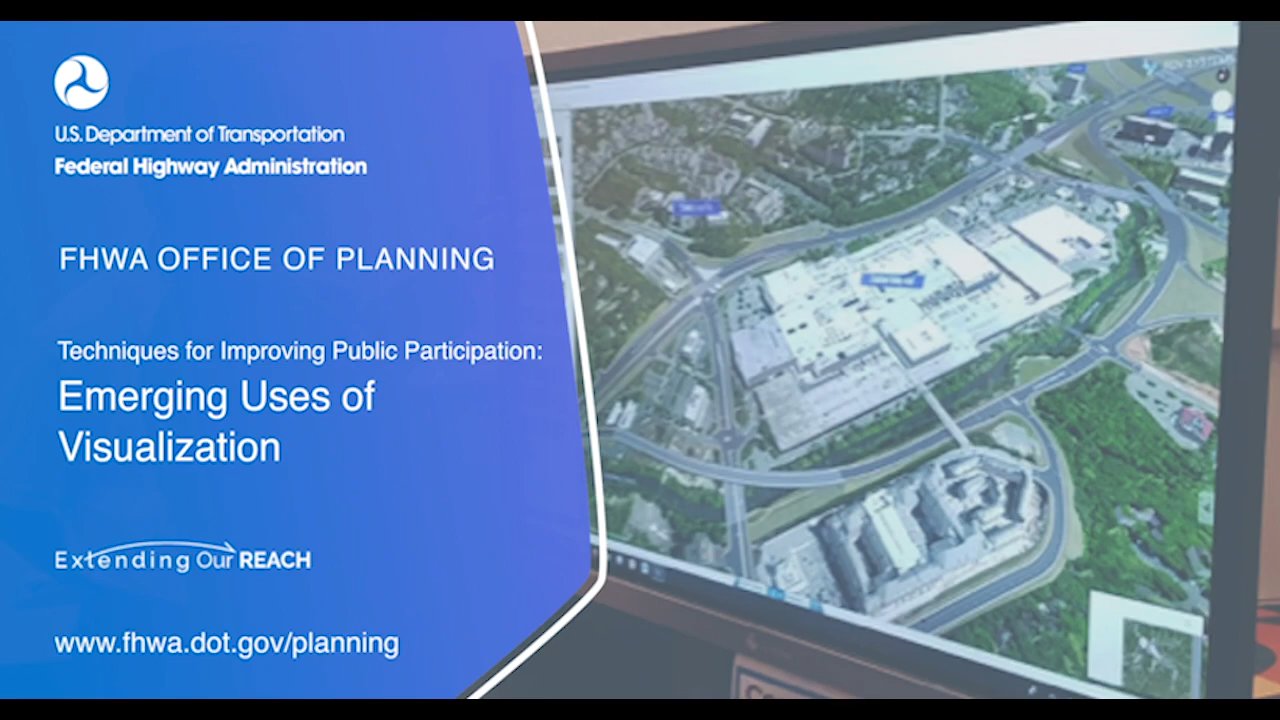 U.S. Department of Transportation
Federal Highway Administration
FHWA OFFICE OF PLANNING
Techniques for Improving Public Participation:
Emerging Uses of
Visualization
Extending Our REACH
www.fhwa.dot.gov/planning